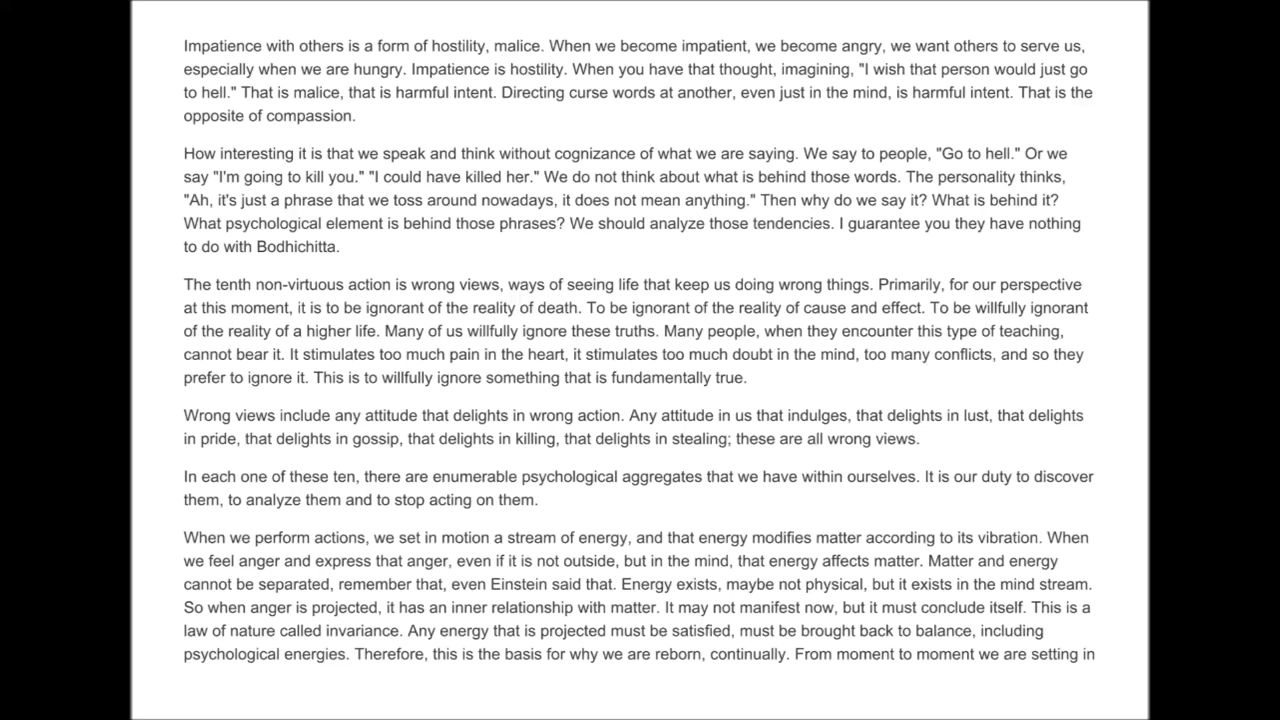 Impatience with others is a form of hostility, malice. When we become impatient, we become angry, we want others to serve us,
especially when we are hungry. Impatience is hostility. When you have that thought, imagining, "I wish that person would just go
to hell." That is malice, that is harmful intent. Directing curse words at another, even just in the mind, is harmful intent. That is the
opposite of compassion.
How interesting it is that we speak and think without cognizance of what we are saying. We say to people, "Go to hell." Or we
say "I'm going to kill you." "I could have killed her." We do not think about what is behind those words. The personality thinks,
"Ah, it's just a phrase that we toss around nowadays, it does not mean anything." Then why do we say it? What is behind it?
What psychological element is behind those phrases? We should analyze those tendencies. I guarantee you they have nothing
to do with Bodhichitta.
The tenth non-virtuous action is wrong views, ways of seeing life that keep us doing wrong things. Primarily, for our perspective
at this moment, it is to be ignorant of the reality of death. To be ignorant of the reality of cause and effect. To be willfully ignorant
of the reality of a higher life. Many of us willfully ignore these truths. Many people, when they encounter this type of teaching,
cannot bear it. It stimulates too much pain in the heart, it stimulates too much doubt in the mind, too many conflicts, and so they
prefer to ignore it. This is to willfully ignore something that is fundamentally true.
Wrong views include any attitude that delights in wrong action. Any attitude in us that indulges, that delights in lust, that delights
in pride, that delights in gossip, that delights in killing, that delights in stealing; these are all wrong views.
In each one of these ten, there are enumerable psychological aggregates that we have within ourselves. It is our duty to discover
them, to analyze them and to stop acting on them.
When we perform actions, we set in motion a stream of energy, and that energy modifies matter according to its vibration. When
we feel anger and express that anger, even if it is not outside, but in the mind, that energy affects matter. Matter and energy
cannot be separated, remember that, even Einstein said that. Energy exists, maybe not physical, but it exists in the mind stream.
So when anger is projected, it has an inner relationship with matter. It may not manifest now, but it must conclude itself. This is a
law of nature called invariance. Any energy that is projected must be satisfied, must be brought back to balance, including
psychological energies. Therefore, this is the basis for why we are reborn, continually. From moment to moment we are setting in